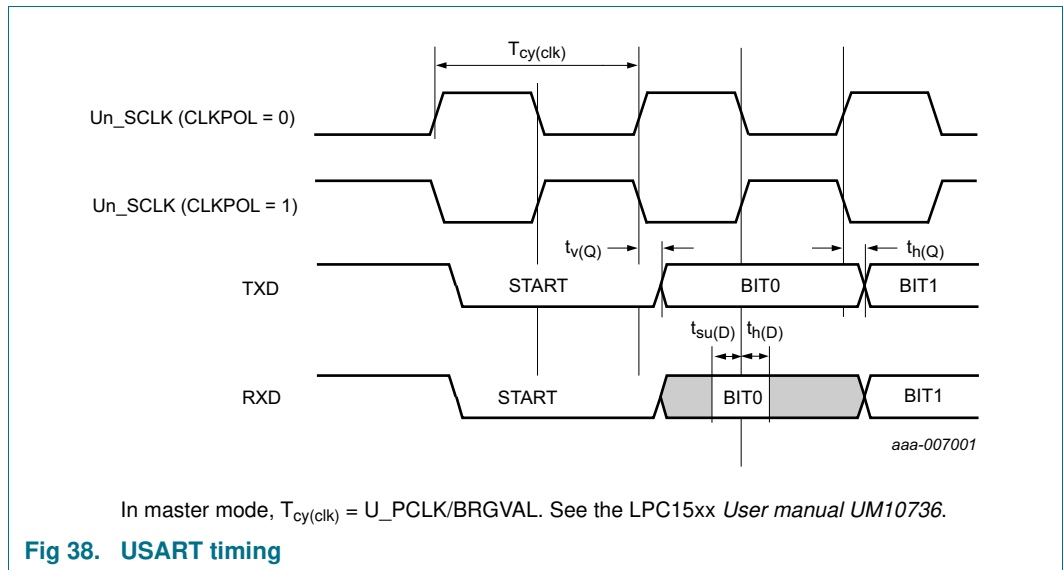 Tcy(clk)
Un_SCLK (CLKPOL = 0)
Un_SCLK (CLKPOL = 1)
tv(Q)
th(Q)
TXD
START
BIT0
BIT1
tsu(D)
th(D)
RXD
START
BIT0
BIT1
aaa-007001
In master mode, Tcy(clk) = U_PCLK/BRGVAL. See the LPC15xx User manual UM10736.
Fig 38. USART timing